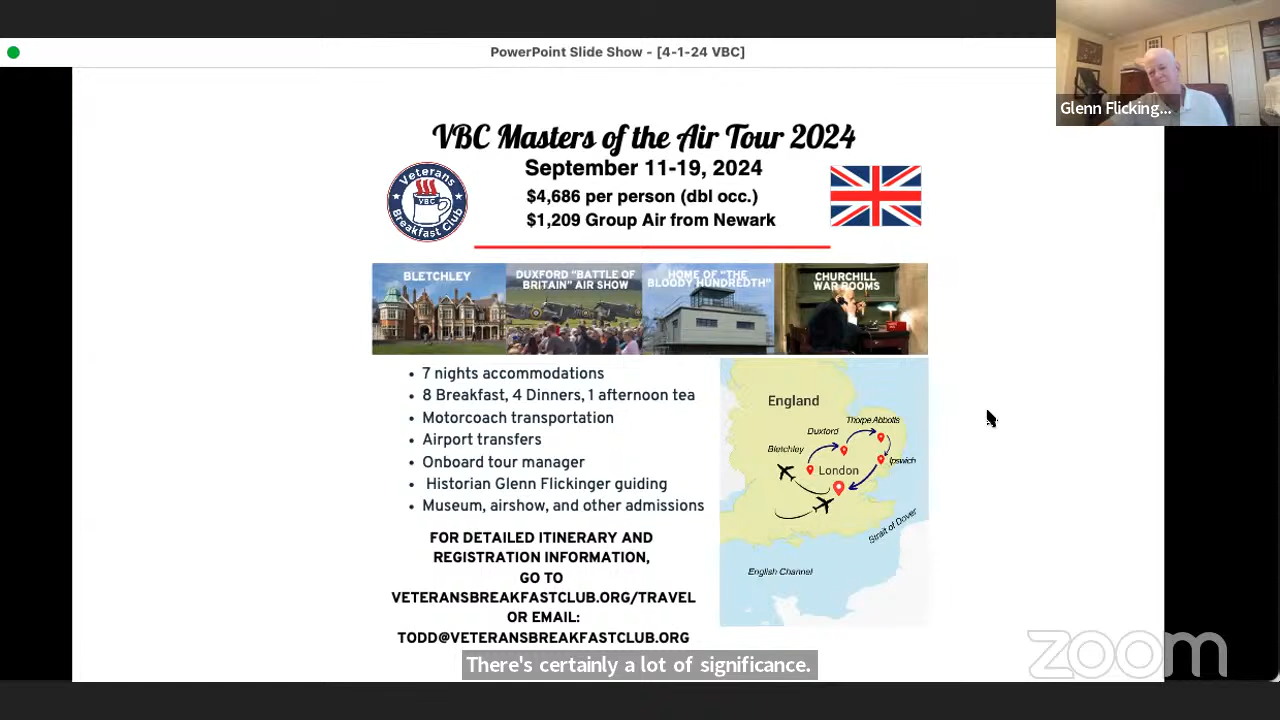 PowerPoint Slide Show - [4-1-24 VBC]
Glenn Flicking...
VBC Masters of the Air Tour 2024
September 11-19, 2024
$4,686 per person (dbl occ.)
$1,209 Group Air from Newark
Veterans
VBC
Breakfast Club
BLETCHLEY
DUXFORD "BATTLE OF
BRITAIN" AIR SHOW
HOME OF "THE
BLOODY HUNDREDTH"
CHURCHILL
WAR ROOMS
• 7 nights accommodations
• 8 Breakfast, 4 Dinners, 1 afternoon tea
• Motorcoach transportation
• Airport transfers
• Onboard tour manager
• Historian Glenn Flickinger guiding
• Museum, airshow, and other admissions
FOR DETAILED ITINERARY AND
REGISTRATION INFORMATION,
GO TO
VETERANSBREAKFASTCLUB.ORG/TRAVEL
OR EMAIL:
TODD@VETERANSBREAKFASTCLUB.ORG
England
Thorpe Abbotts
Duxford
Bletchley
Ipswich
London
Strait of Dover
English Channel
There's certainly a lot of significance.
zoom